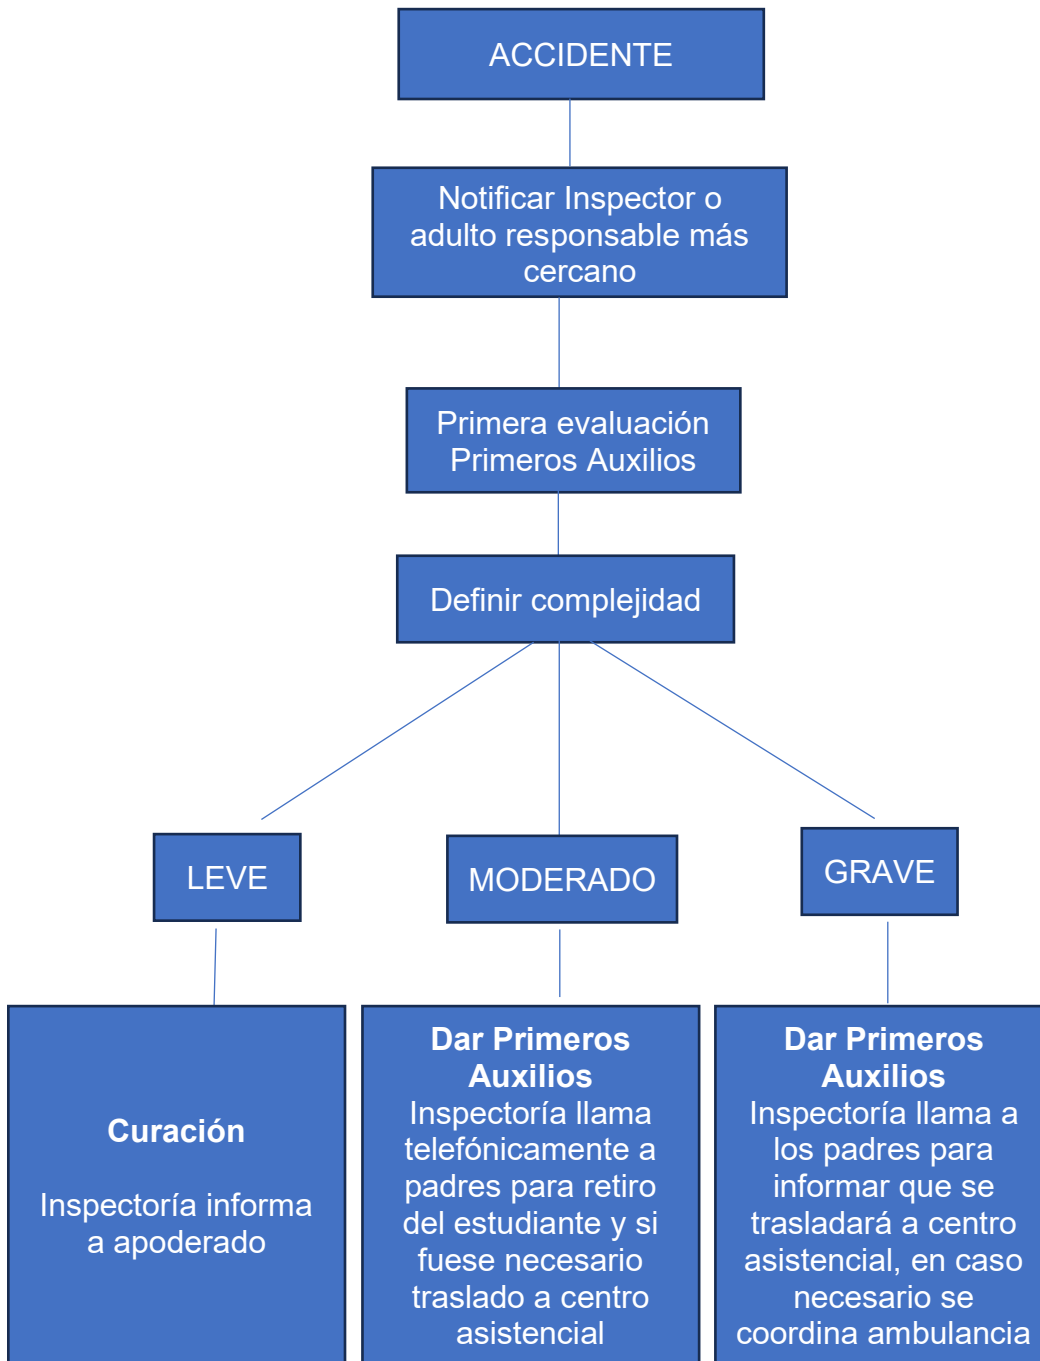 ACCIDENTE
Notificar Inspector o
adulto responsable más
cercano
Primera evaluación
Primeros Auxilios
Definir complejidad
LEVE
MODERADO
GRAVE
Curación
Inspectoría informa
a apoderado
Dar Primeros
Auxilios
Inspectoría llama
telefónicamente a
padres para retiro
del estudiante y si
fuese necesario
traslado a centro
asistencial
Dar Primeros
Auxilios
Inspectoría llama a
los padres para
informar que se
trasladará a centro
asistencial, en caso
necesario se
coordina ambulancia